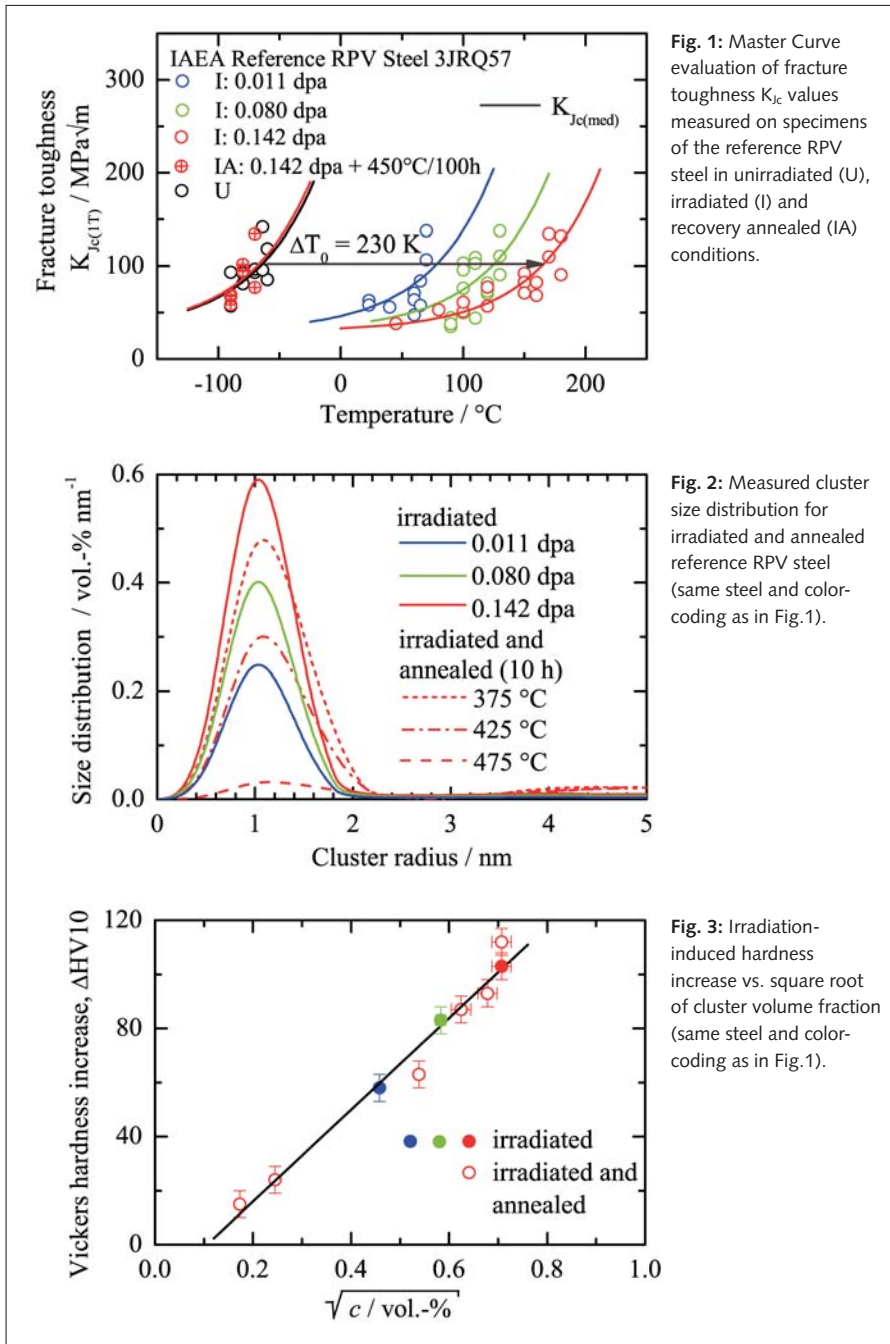 350
300
200
100
50
0
Fracture toughness
K_Jc(1T) / MPa√m
IAEA Reference RPV Steel 3JRQ57
I: 0.011 dpa
I: 0.080 dpa
I: 0.142 dpa
IA: 0.142 dpa + 450°C/100h
U
K_Jc(med)
ΔT_0 = 230 K
-100
0
100
200
Temperature / °C
Fig. 1: Master Curve
evaluation of fracture
toughness K_Jc values
measured on specimens
of the reference RPV
steel in unirradiated (U),
irradiated (I) and
recovery annealed (IA)
conditions.
0.6
0.4
0.2
0.0
Size distribution / vol.-% nm⁻¹
irradiated
0.011 dpa
0.080 dpa
0.142 dpa
irradiated and
annealed (10 h)
375 °C
425 °C
475 °C
0
1
2
3
4
5
Cluster radius / nm
Fig. 2: Measured cluster
size distribution for
irradiated and annealed
reference RPV steel
(same steel and color-
coding as in Fig.1).
120
80
40
0
Vickers hardness increase, ΔHV10
irradiated
irradiated and
annealed
0.0
0.2
0.4
0.6
0.8
1.0
√c / vol.-%
Fig. 3: Irradiation-
induced hardness
increase vs. square root
of cluster volume fraction
(same steel and color-
coding as in Fig.1).